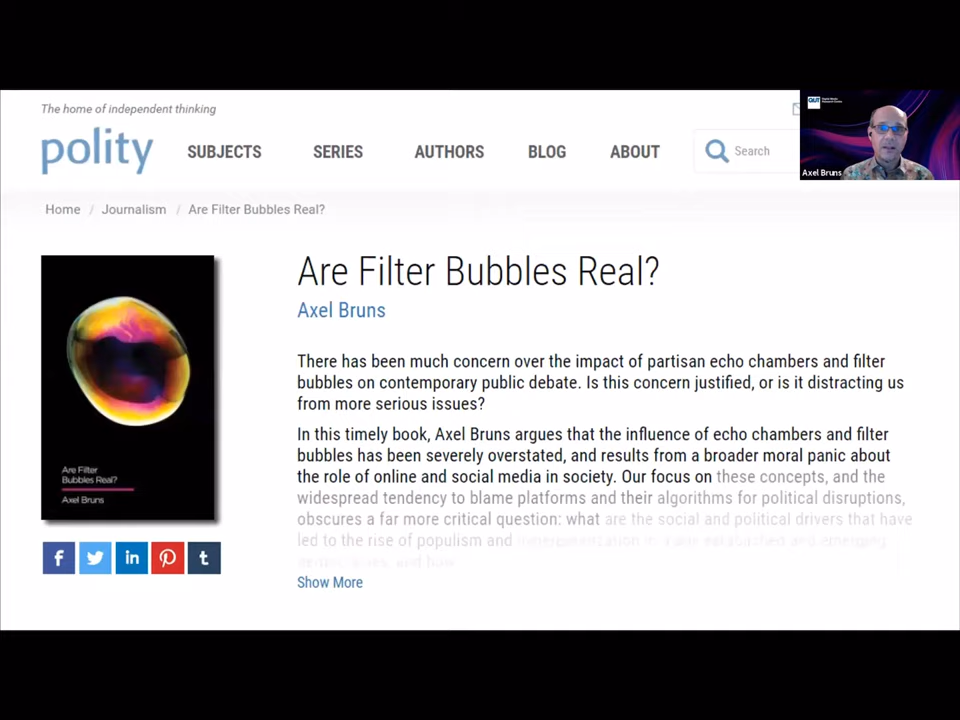 The home of independent thinking
polity
SUBJECTS SERIES AUTHORS BLOG ABOUT
Search
Axel Bruns
Home / Journalism / Are Filter Bubbles Real?
Are Filter Bubbles Real?
Axel Bruns
There has been much concern over the impact of partisan echo chambers and filter
bubbles on contemporary public debate. Is this concern justified, or is it distracting us
from more serious issues?
In this timely book, Axel Bruns argues that the influence of echo chambers and filter
bubbles has been severely overstated, and results from a broader moral panic about
the role of online and social media in society. Our focus on these concepts, and the
widespread tendency to blame platforms and their algorithms for political disruptions,
obscures a far more critical question: what are the social and political drivers that have
led to the rise of populism and
Show More
Are Filter
Bubbles Real?
Axel Bruns